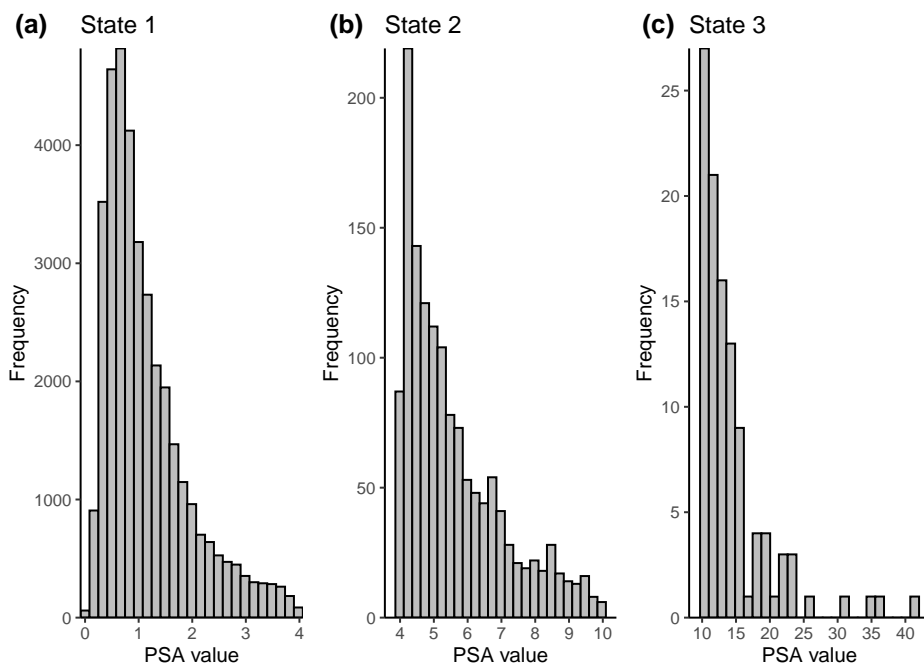 (a) State 1
Frequency
4000
3000
2000
1000
0
0 1 2 3 4
PSA value
(b) State 2
Frequency
200
150
100
50
0
4 5 6 7 8 9 10
PSA value
(c) State 3
Frequency
25
20
15
10
5
0
10 15 20 25 30 35 40
PSA value